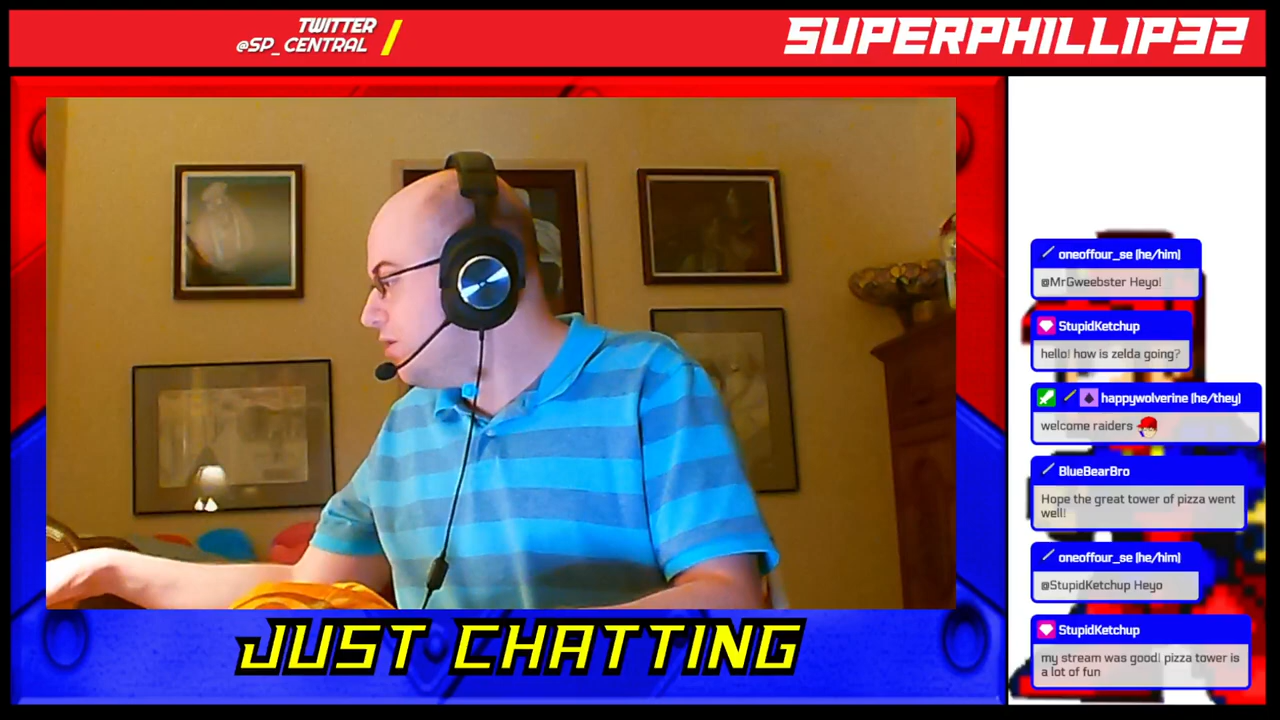 TWITTER
@SP_CENTRAL
SUPERPHILLIP32
oneoffour_se (he/him)
@MrGweebster Heyo!
StupidKetchup
hello! how is zelda going?
happywolverine (he/they)
welcome raiders
BlueBearBro
Hope the great tower of pizza went
well!
oneoffour_se (he/him)
@StupidKetchup Heyo
StupidKetchup
my stream was good! pizza tower is
a lot of fun
JUST CHATTING